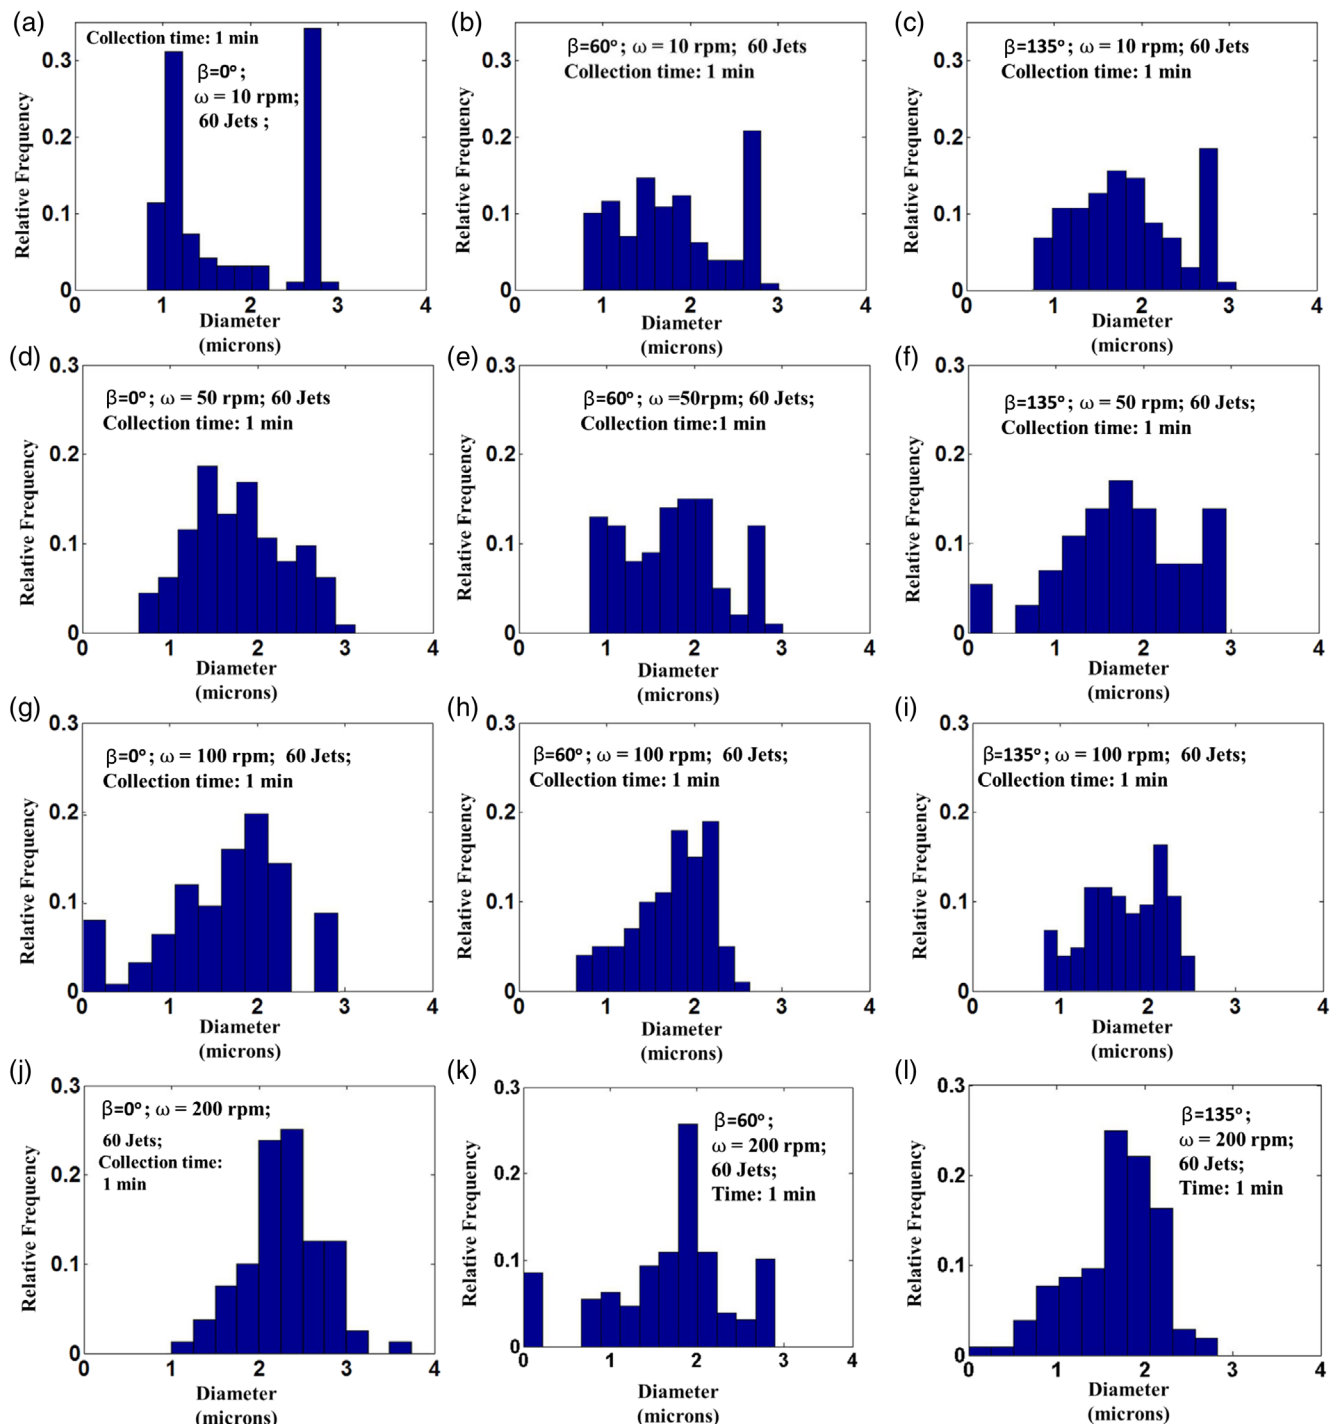 (a)
Collection time: 1 min
β=0°;
ω = 10 rpm;
60 Jets ;
Relative Frequency
0.3
0.2
0.1
0
0 1 2 3 4
Diameter
(microns)
(b)
β=60°; ω = 10 rpm; 60 Jets
Collection time: 1 min
Relative Frequency
0.3
0.2
0.1
0
0 1 2 3 4
Diameter
(microns)
(c)
β=135°; ω = 10 rpm; 60 Jets
Collection time: 1 min
Relative Frequency
0.3
0.2
0.1
0
0 1 2 3 4
Diameter
(microns)
(d)
β=0°; ω = 50 rpm; 60 Jets
Collection time: 1 min
Relative Frequency
0.3
0.2
0.1
0
0 1 2 3 4
Diameter
(microns)
(e)
β=60°; ω =50rpm; 60 Jets;
Collection time:1 min
Relative Frequency
0.3
0.2
0.1
0
0 1 2 3 4
Diameter
(microns)
(f)
β=135°; ω = 50 rpm; 60 Jets;
Collection time: 1 min
Relative Frequency
0.3
0.2
0.1
0
0 1 2 3 4
Diameter
(microns)
(g)
β=0°; ω = 100 rpm; 60 Jets;
Collection time: 1 min
Relative Frequency
0.3
0.2
0.1
0
0 1 2 3 4
Diameter
(microns)
(h)
β=60°; ω = 100 rpm; 60 Jets;
Collection time: 1 min
Relative Frequency
0.3
0.2
0.1
0
0 1 2 3 4
Diameter
(microns)
(i)
β=135°; ω = 100 rpm; 60 Jets;
Collection time: 1 min
Relative Frequency
0.3
0.2
0.1
0
0 1 2 3 4
Diameter
(microns)
(j)
β=0°; ω = 200 rpm;
60 Jets;
Collection time:
1 min
Relative Frequency
0.3
0.2
0.1
0
0 1 2 3 4
Diameter
(microns)
(k)
β=60°;
ω = 200 rpm;
60 Jets;
Time: 1 min
Relative Frequency
0.3
0.2
0.1
0
0 1 2 3 4
Diameter
(microns)
(l)
β=135°;
ω = 200 rpm;
60 Jets;
Time: 1 min
Relative Frequency
0.3
0.2
0.1
0
0 1 2 3 4
Diameter
(microns)